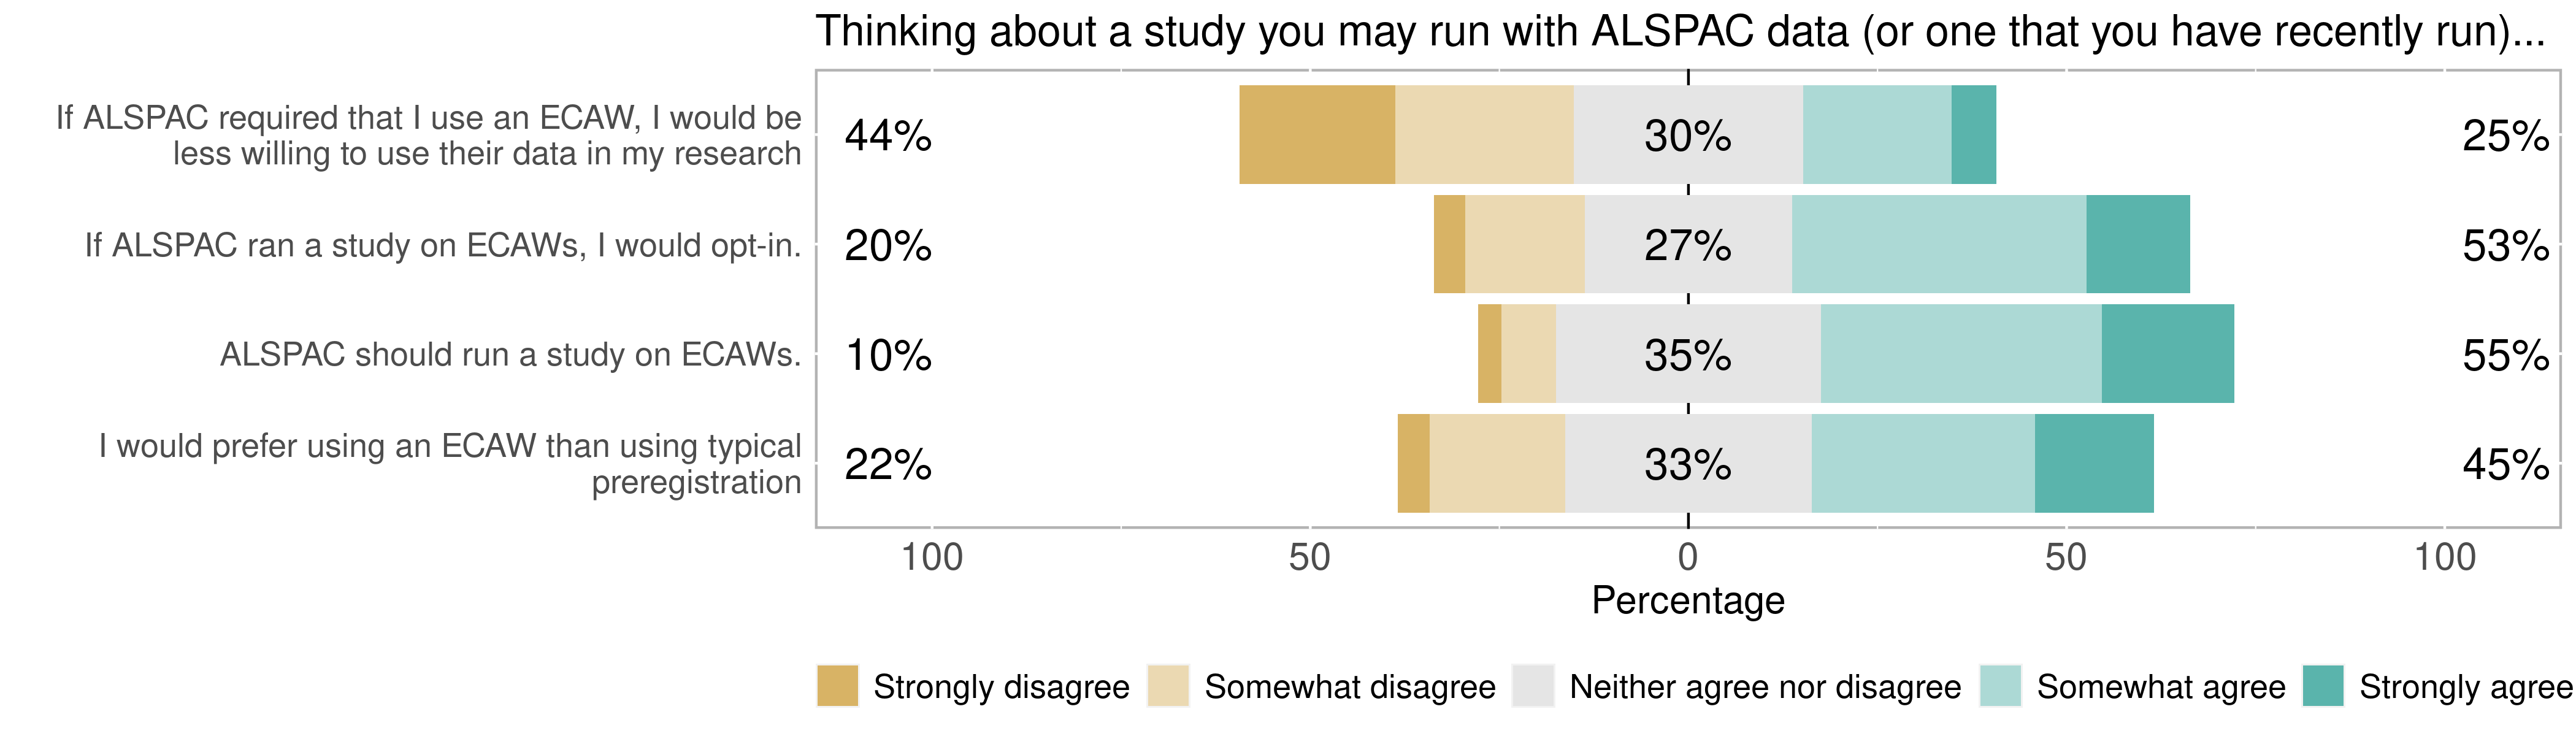 Thinking about a study you may run with ALSPAC data (or one that you have recently run)...
If ALSPAC required that I use an ECAW, I would be
less willing to use their data in my research
44%
30%
25%
If ALSPAC ran a study on ECAWs, I would opt-in.
20%
27%
53%
ALSPAC should run a study on ECAWs.
10%
35%
55%
I would prefer using an ECAW than using typical
preregistration
22%
33%
45%
100 50 0 50 100
Percentage
Strongly disagree Somewhat disagree Neither agree nor disagree Somewhat agree Strongly agree